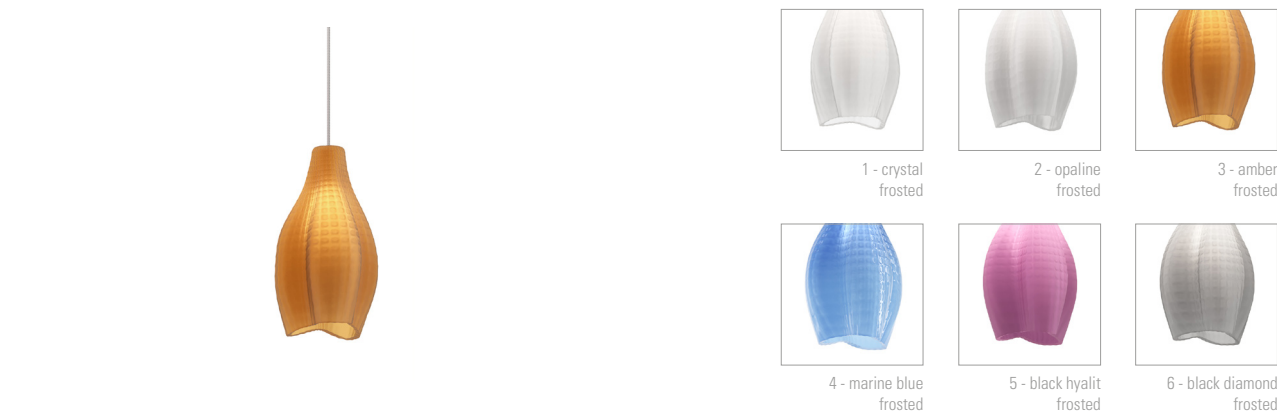 1 - crystal
frosted
2 - opaline
frosted
3 - amber
frosted
4 - marine blue
frosted
5 - black hyalit
frosted
6 - black diamond
frosted